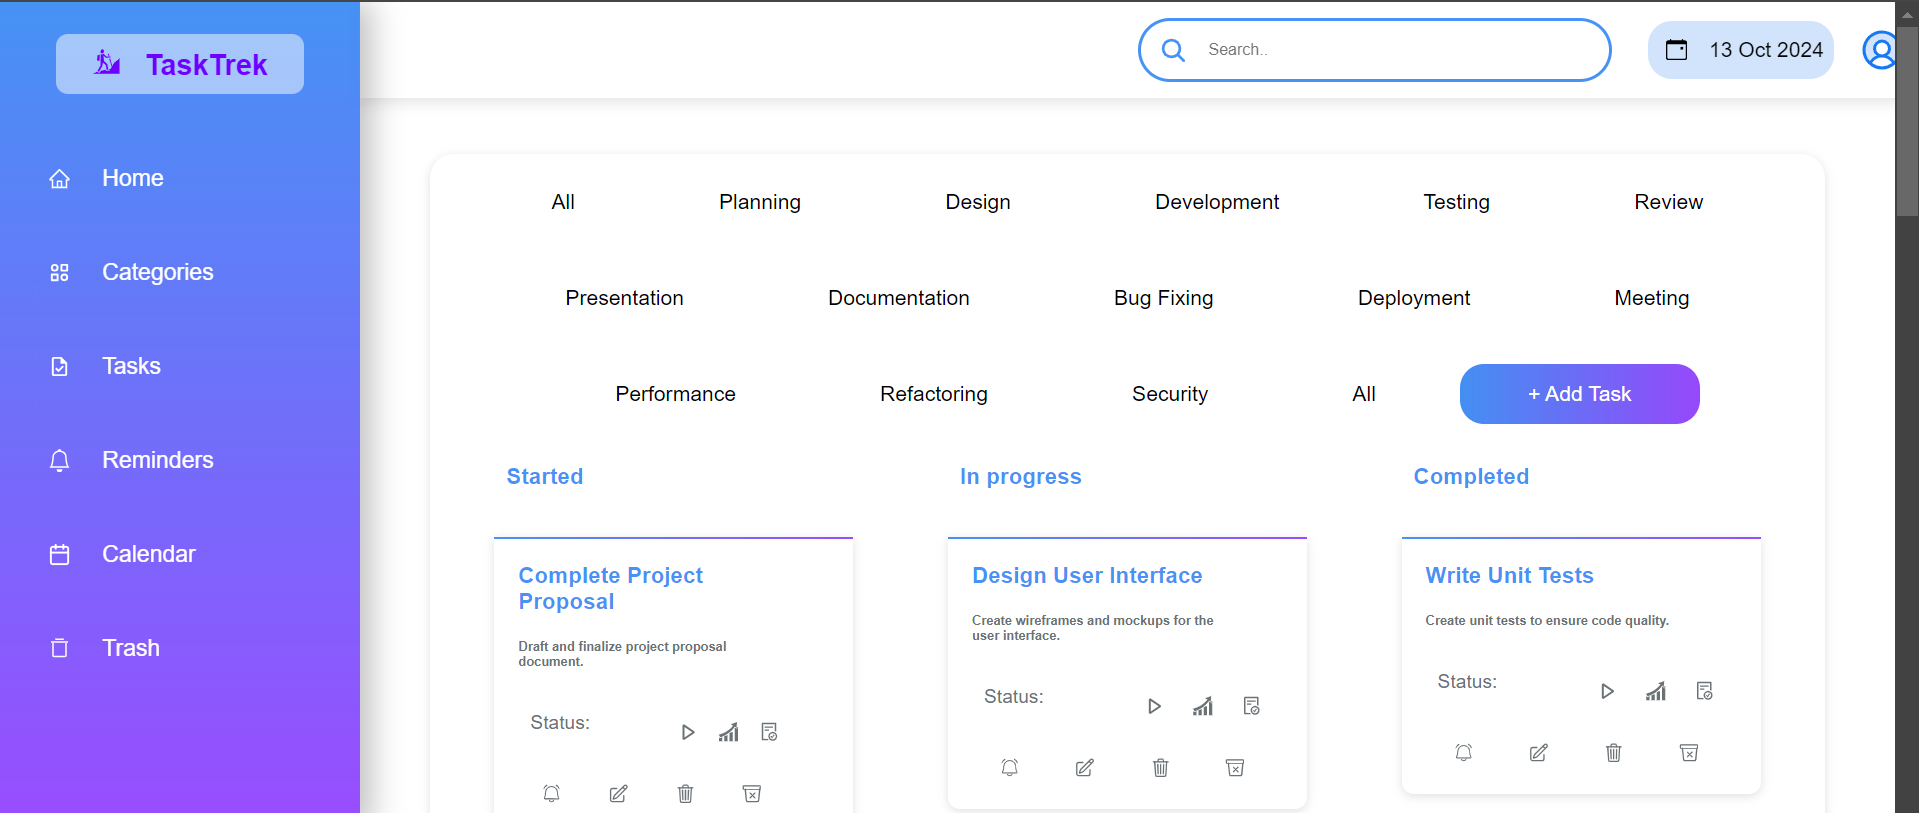 TaskTrek
Search..
13 Oct 2024
Home
Categories
Tasks
Reminders
Calendar
Trash
All Planning Design Development Testing Review
Presentation Documentation Bug Fixing Deployment Meeting
Performance Refactoring Security All + Add Task
Started
In progress
Completed
Complete Project
Proposal
Draft and finalize project proposal
document.
Status:
Design User Interface
Create wireframes and mockups for the
user interface.
Status:
Write Unit Tests
Create unit tests to ensure code quality.
Status: